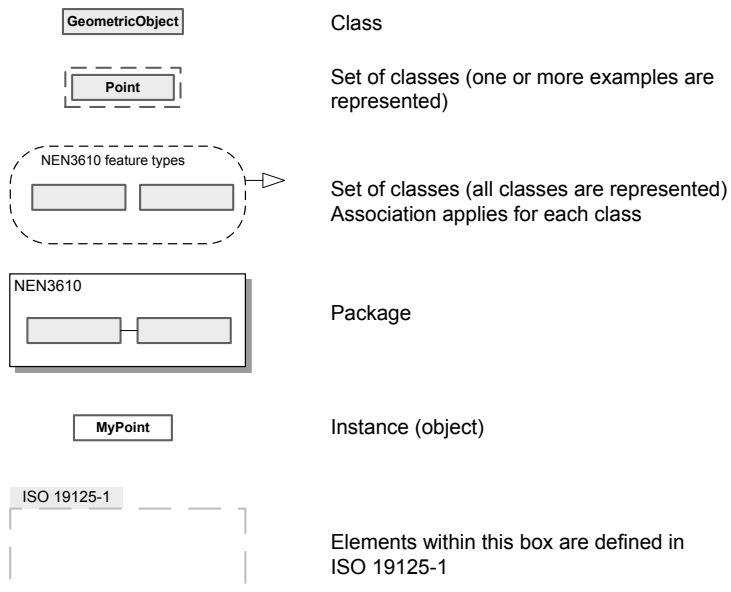 GeometricObject
Class
Point
Set of classes (one or more examples are
represented)
NEN3610 feature types
Set of classes (all classes are represented)
Association applies for each class
NEN3610
Package
MyPoint
Instance (object)
ISO 19125-1
Elements within this box are defined in
ISO 19125-1